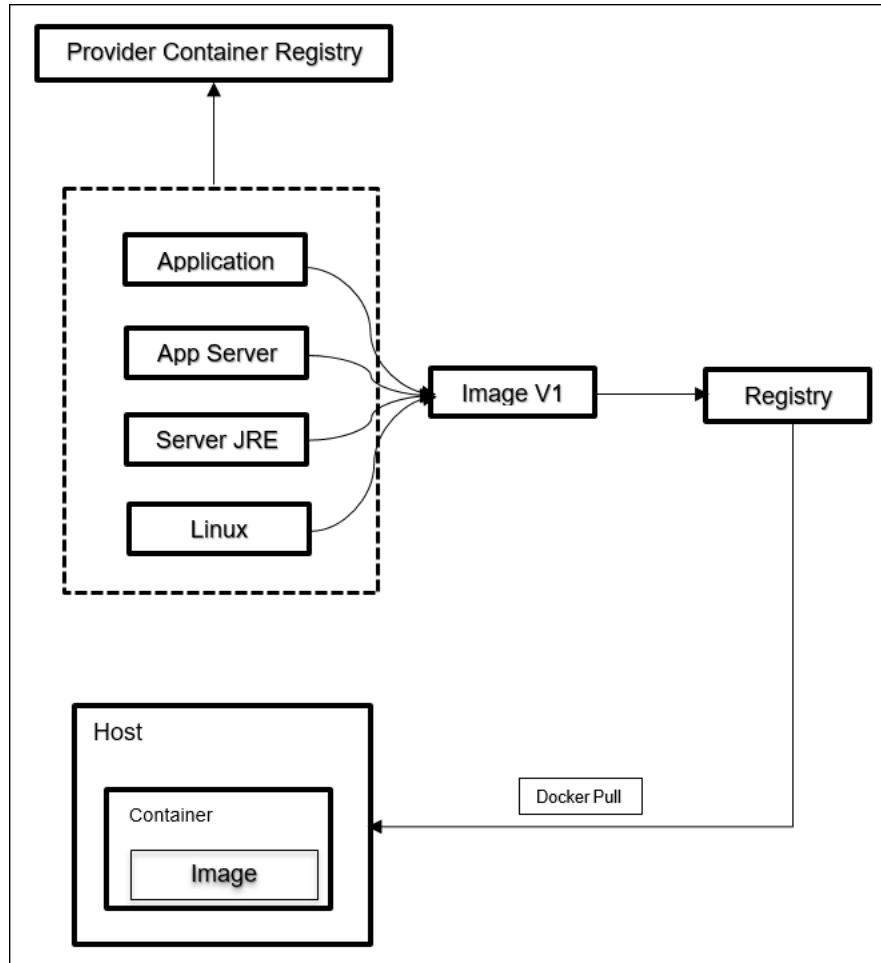 Provider Container Registry
Application
App Server
Server JRE
Linux
Image V1
Registry
Host
Container
Image
Docker Pull